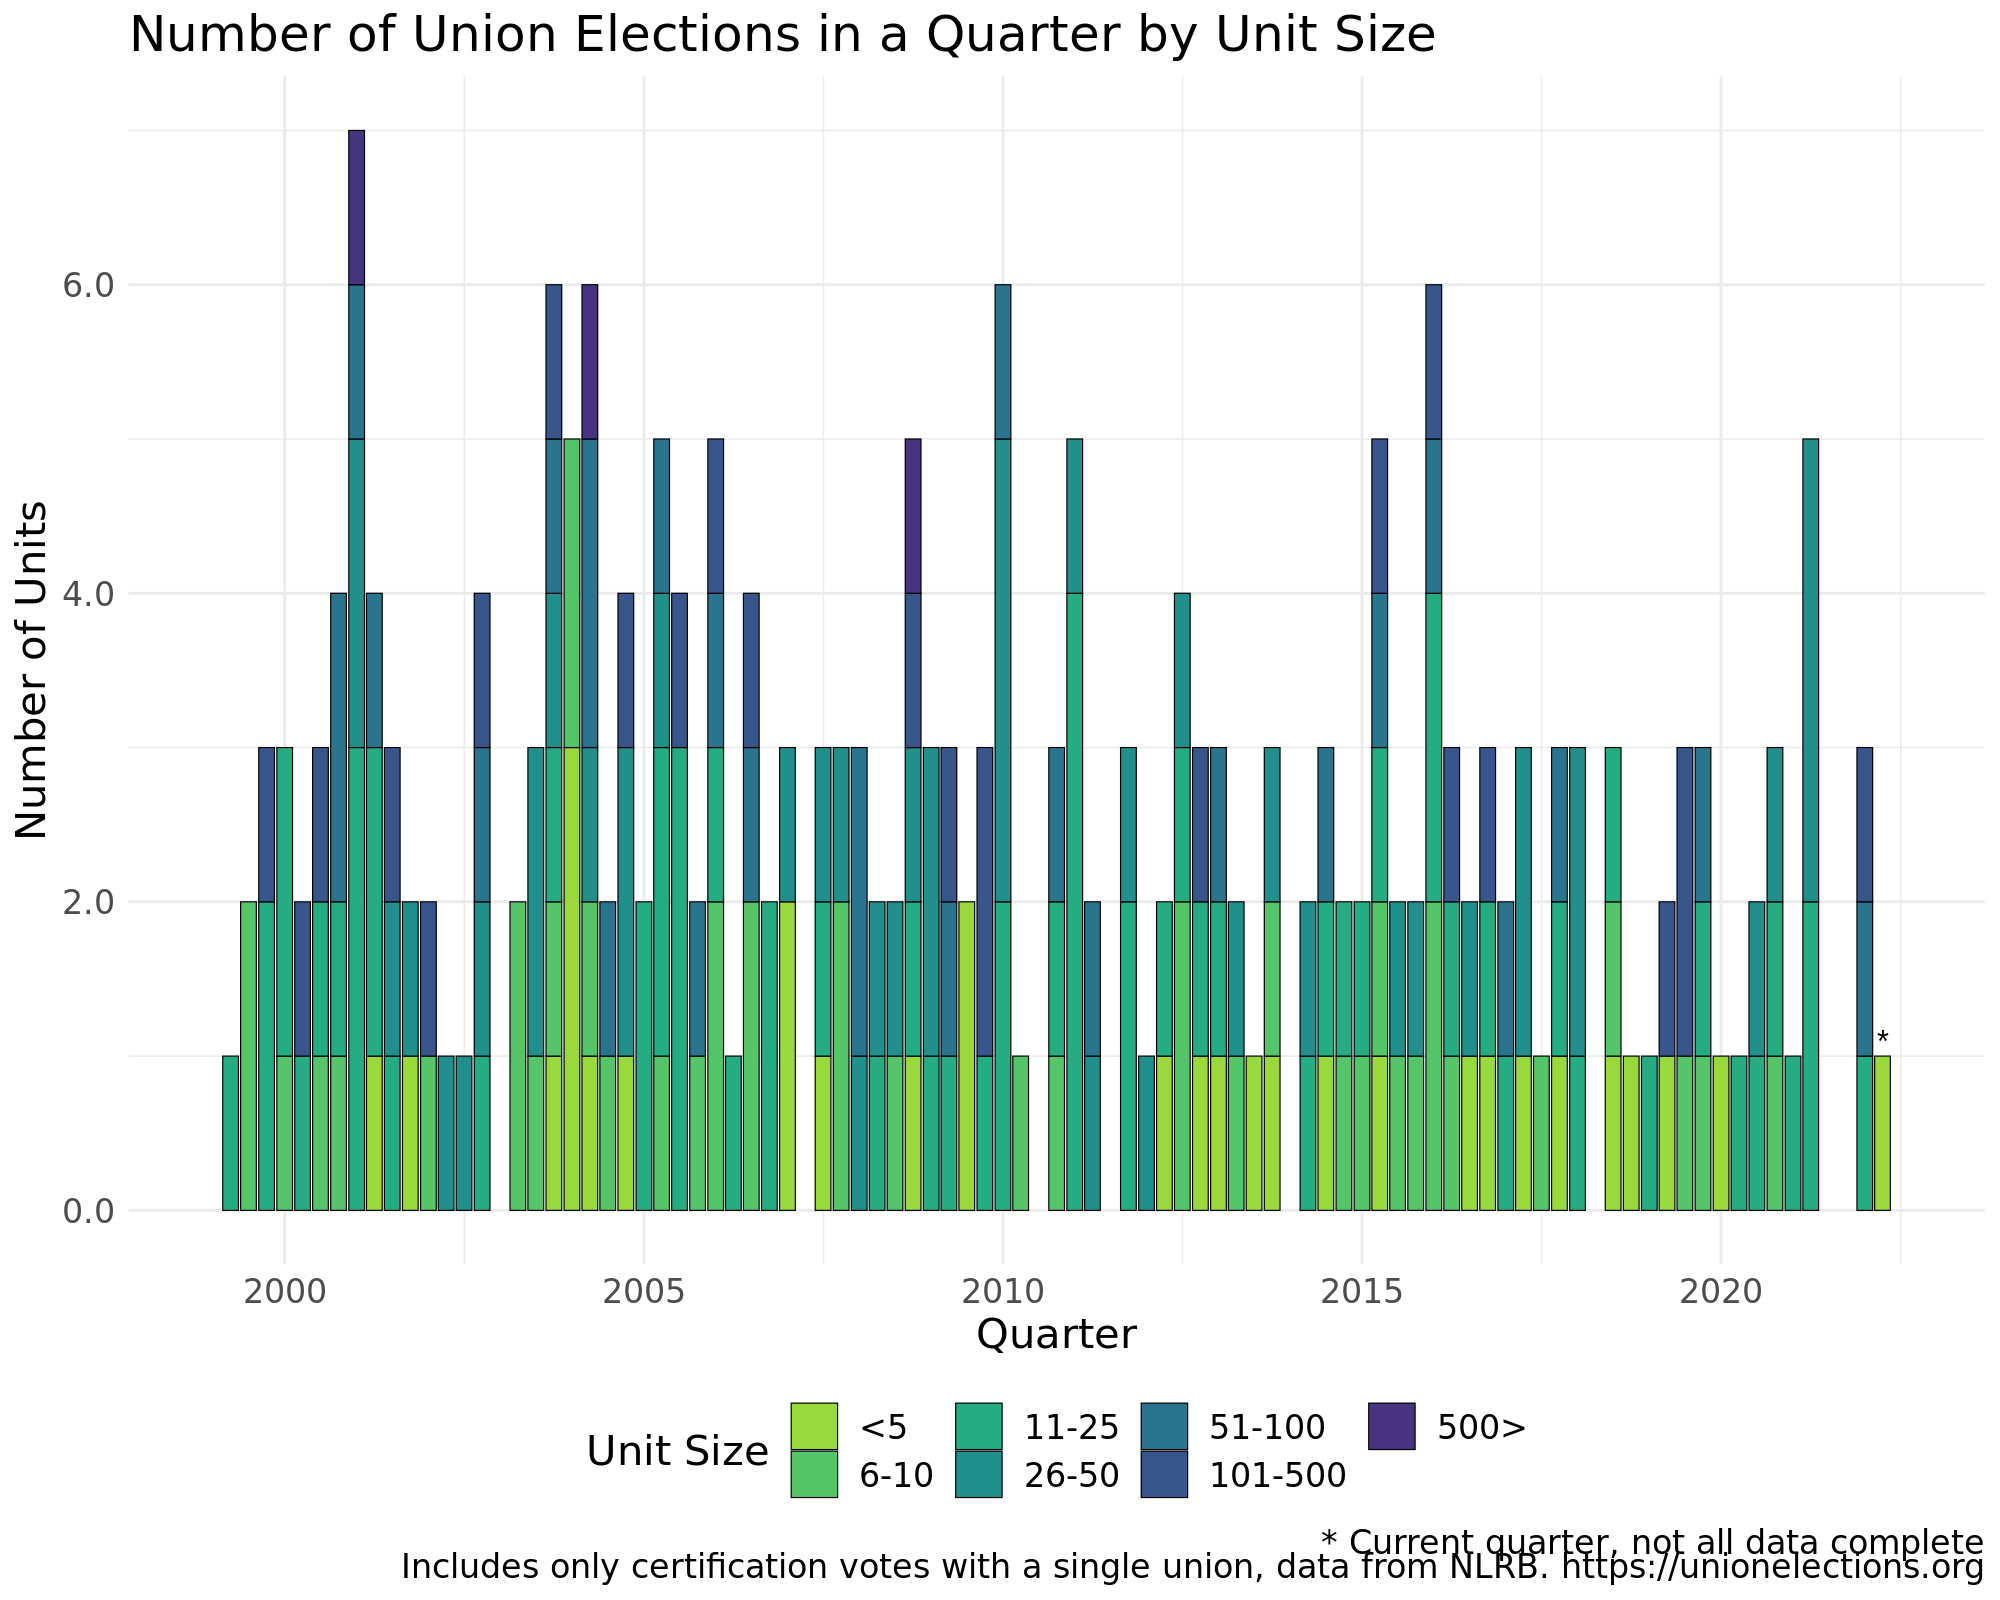 Number of Union Elections in a Quarter by Unit Size
Number of Units
6.0
4.0
2.0
0.0
*
2000 2005 2010 2015 2020
Quarter
Unit Size
<5 11-25 51-100 500>
6-10 26-50 101-500
* Current quarter, not all data complete
Includes only certification votes with a single union, data from NLRB. https://unionelections.org